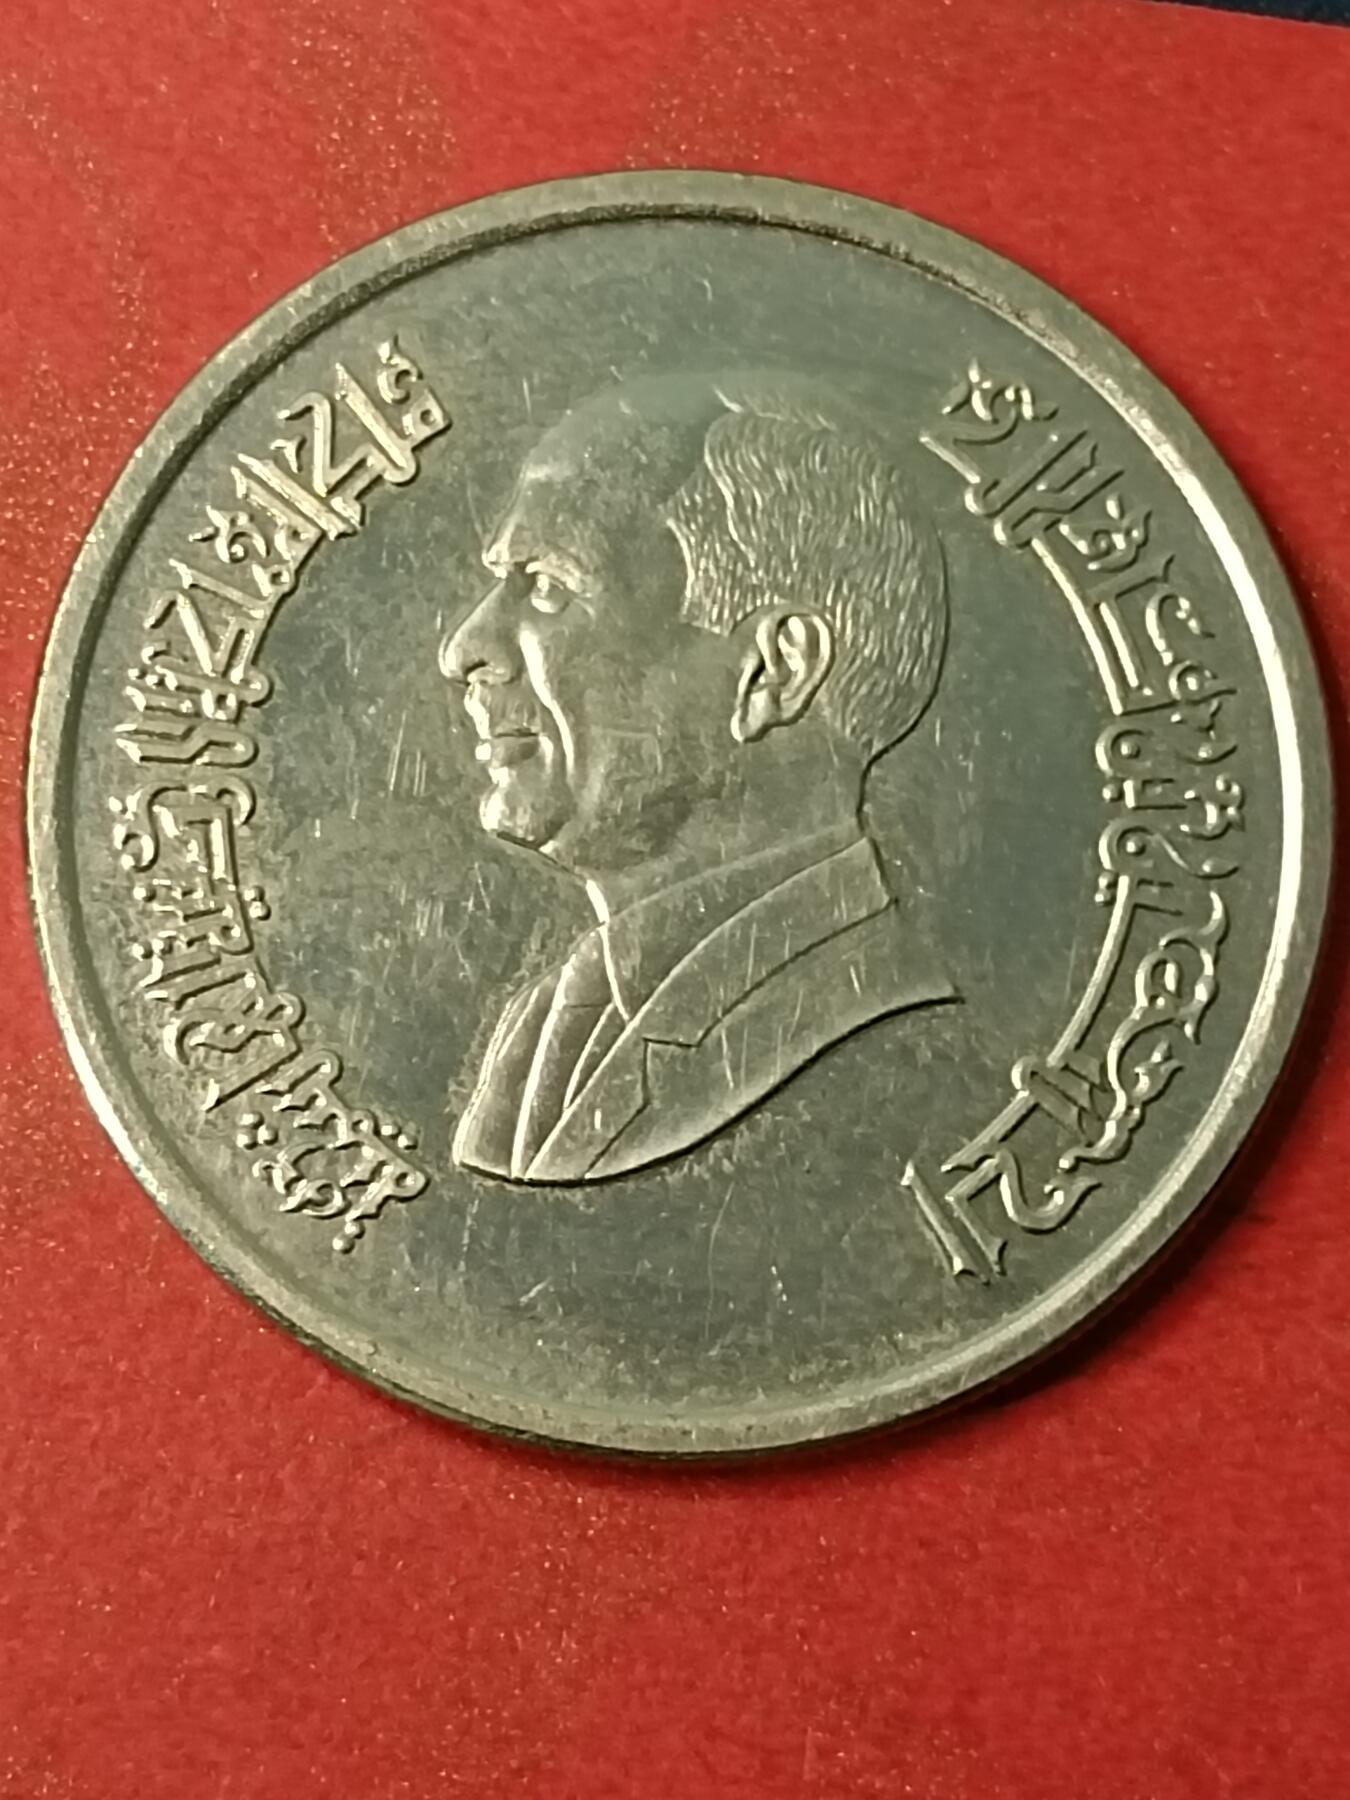 الحسين بن طلال
ملك المملكة الأردنية الهاشمية